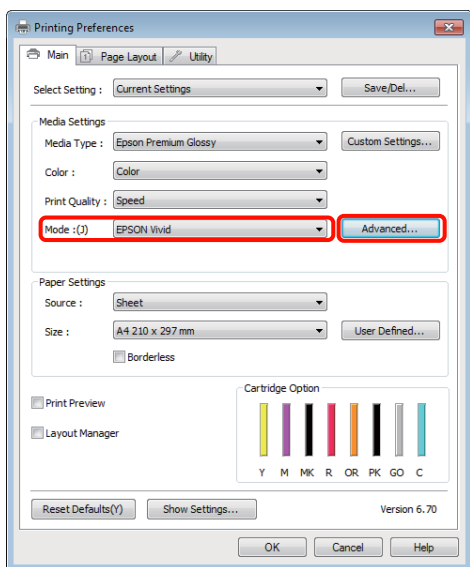 Printing Preferences
Main Page Layout Utility
Select Setting : Current Settings Save/Del...
Media Settings
Media Type : Epson Premium Glossy Custom Settings...
Color : Color
Print Quality : Speed
Mode :(J) EPSON Vivid Advanced...
Paper Settings
Source : Sheet
Size : A4 210 x 297 mm User Defined...
Borderless
Cartridge Option
Print Preview
Layout Manager
Y M MK R OR PK GO C
Reset Defaults(Y) Show Settings... Version 6.70
OK Cancel Help